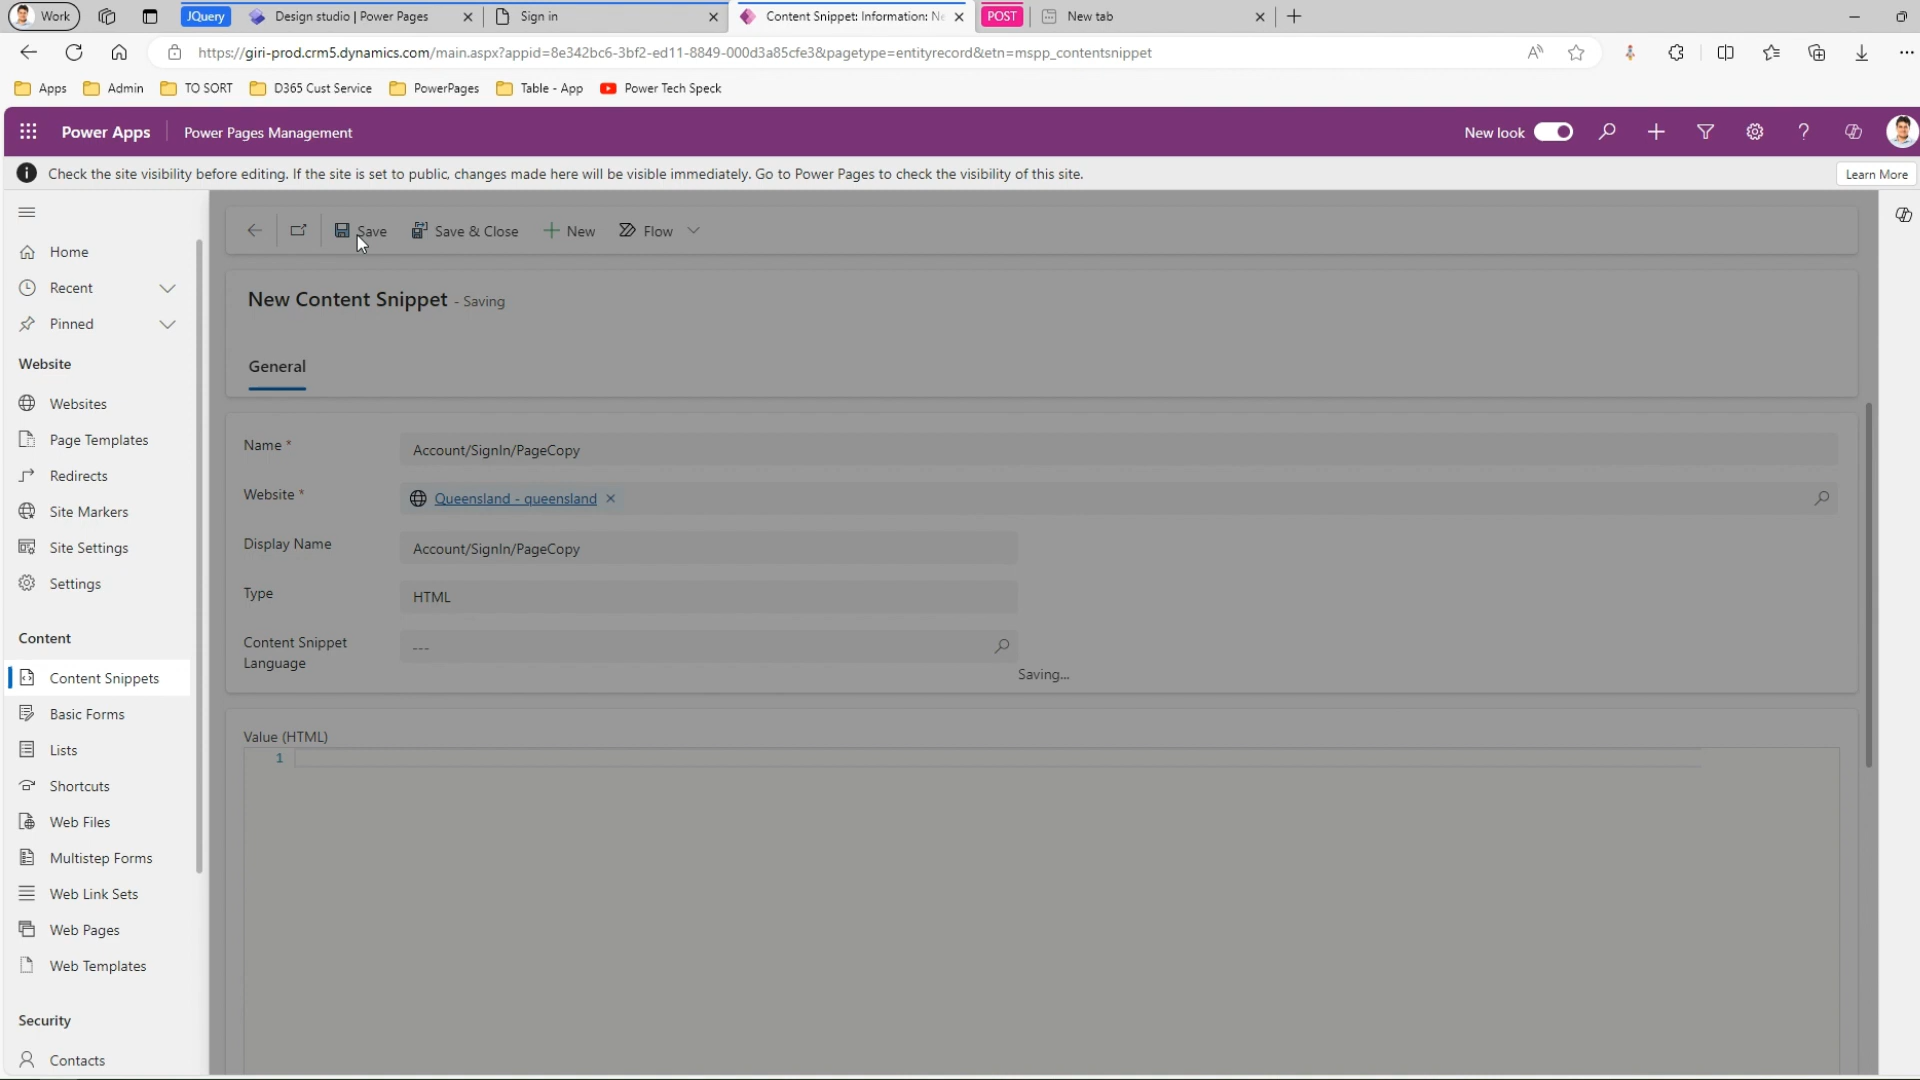 Work
JQuery
Design studio | Power Pages
Sign in
Content Snippet: Information: Ne
POST
New tab
https://giri-prod.crm5.dynamics.com/main.aspx?appid=8e342bc6-3bf2-ed11-8849-000d3a85cfe3&pagetype=entityrecord&etn=mspp_contentsnippet
Apps
Admin
TO SORT
D365 Cust Service
PowerPages
Table - App
Power Tech Speck
Power Apps
Power Pages Management
New look
Check the site visibility before editing. If the site is set to public, changes made here will be visible immediately. Go to Power Pages to check the visibility of this site.
Learn More
Home
Recent
Pinned
Website
Websites
Page Templates
Redirects
Site Markers
Site Settings
Settings
Content
Content Snippets
Basic Forms
Lists
Shortcuts
Web Files
Multistep Forms
Web Link Sets
Web Pages
Web Templates
Security
Contacts
Save
Save & Close
New
Flow
New Content Snippet - Saving
General
Name *
Account/SignIn/PageCopy
Website *
Queensland - queensland
Display Name
Account/SignIn/PageCopy
Type
HTML
Content Snippet
Language
---
Saving...
Value (HTML)
1